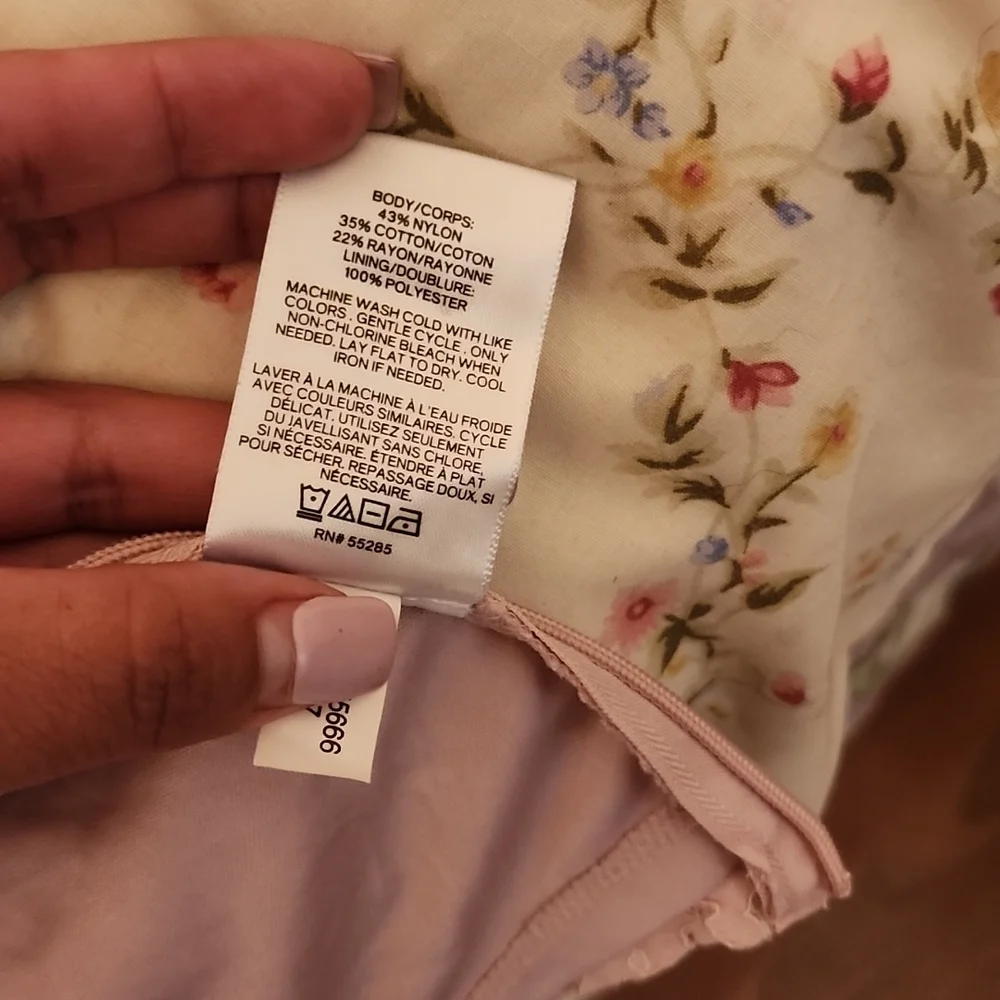 BODY/CORPS:
43% NYLON
35% COTTON/COTON
22% RAYON/RAYONNE
LINING/DOUBLURE:
100% POLYESTER
MACHINE WASH COLD WITH LIKE
COLORS . GENTLE CYCLE . ONLY
NON-CHLORINE BLEACH WHEN
NEEDED. LAY FLAT TO DRY. COOL
IRON IF NEEDED.
LAVER À LA MACHINE À L'EAU FROIDE
AVEC COULEURS SIMILAIRES. CYCLE
DÉLICAT. UTILISEZ SEULEMENT
DU JAVELLISANT SANS CHLORE,
SI NÉCESSAIRE. ÉTENDRE À PLAT
POUR SÉCHER. REPASSAGE DOUX, SI
NÉCESSAIRE.
RN# 55285
5666